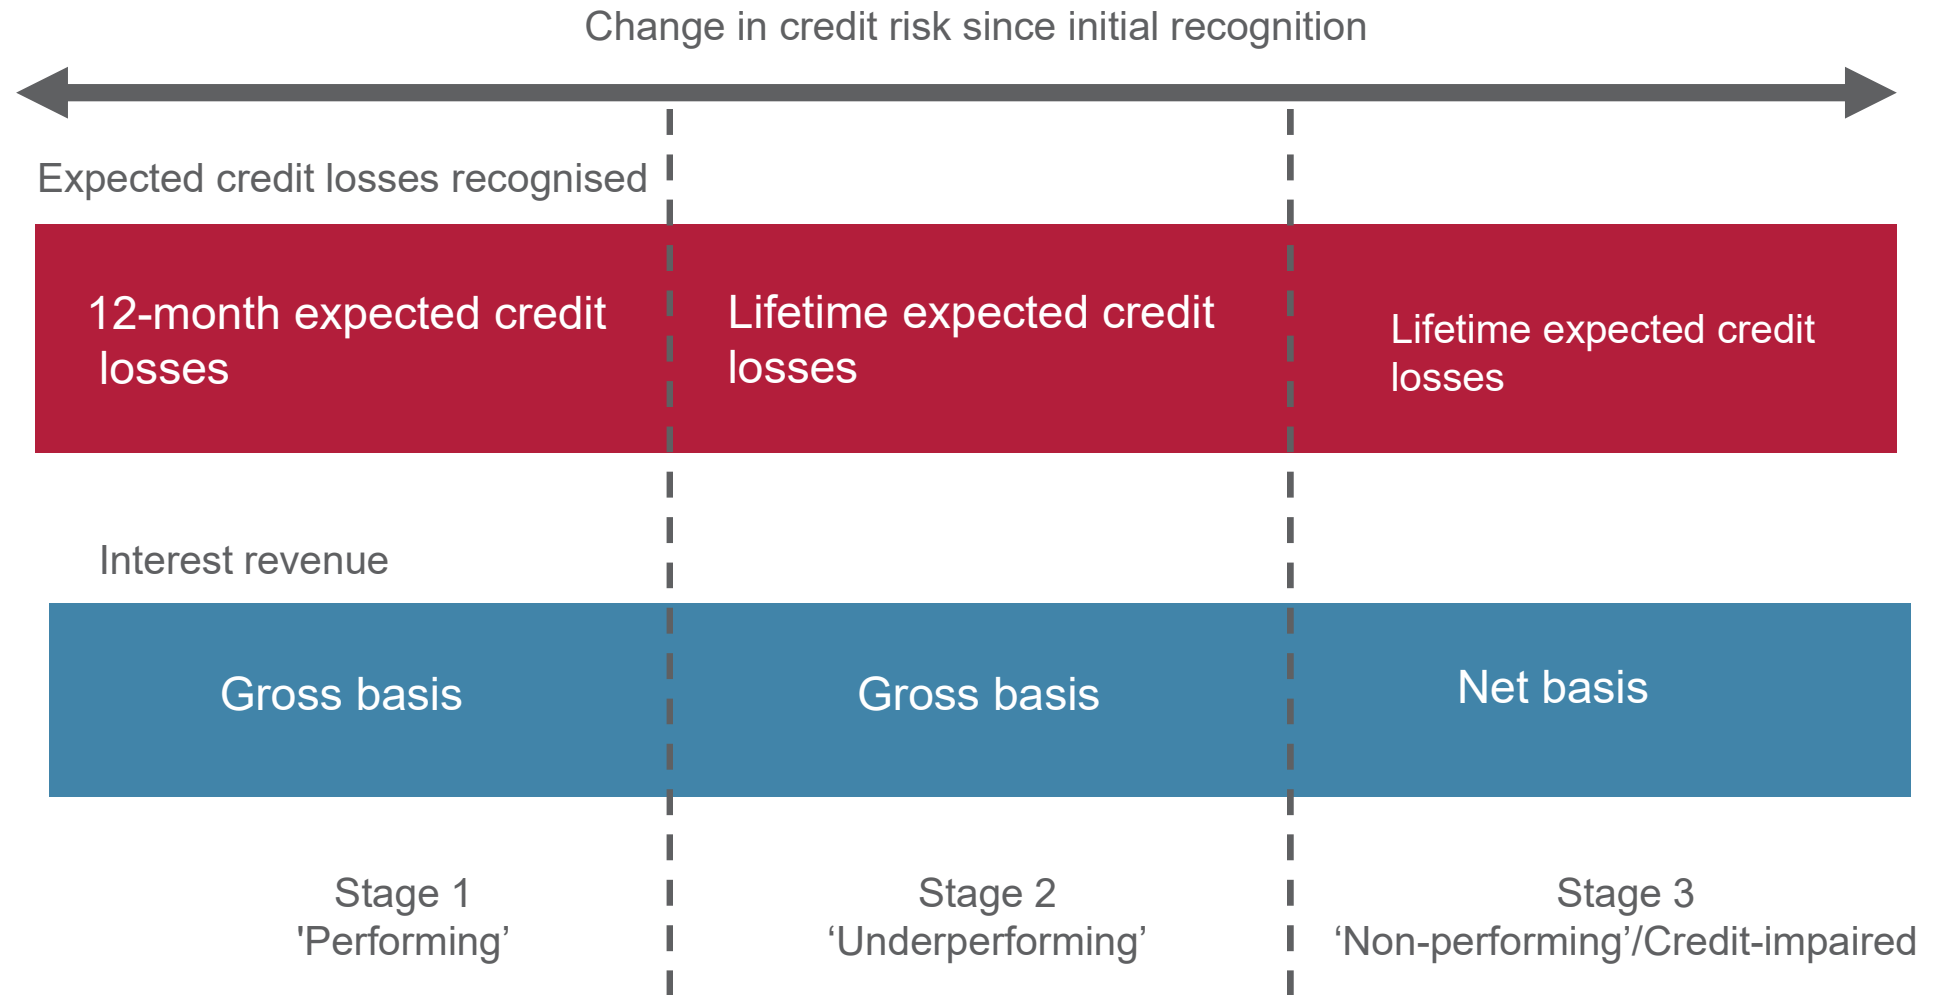 Change in credit risk since initial recognition
Expected credit losses recognised
12-month expected credit
losses
Lifetime expected credit
losses
Lifetime expected credit
losses
Interest revenue
Gross basis
Gross basis
Net basis
Stage 1
'Performing’
Stage 2
‘Underperforming’
Stage 3
‘Non-performing’/Credit-impaired